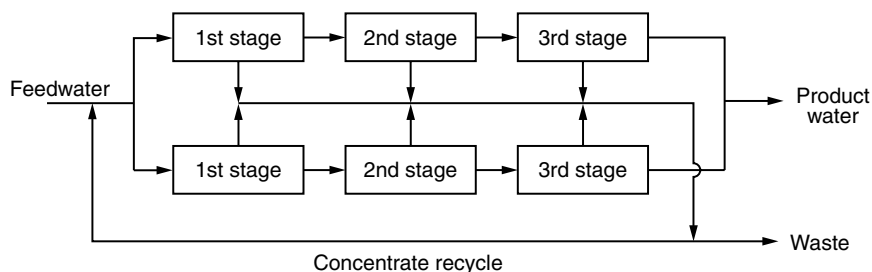 1st stage
2nd stage
3rd stage
Feedwater
Product
water
1st stage
2nd stage
3rd stage
Waste
Concentrate recycle